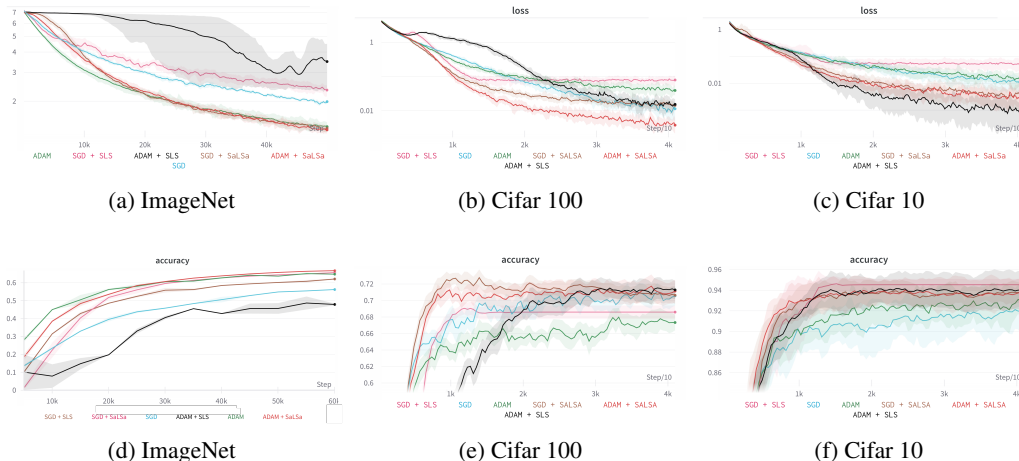 loss
loss
7
5
4
3
2
1
0.01
1
0.01
Step
Step/10
Step/10
10k
20k
30k
40k
1k
2k
3k
4k
1k
2k
3k
4k
ADAM
SGD + SLS
ADAM + SLS
SGD + SaLSa
ADAM + SaLSa
SGD
SGD + SLS
SGD
ADAM
SGD + SALSA
ADAM + SALSA
ADAM + SLS
SGD + SLS
SGD
ADAM
SGD + SALSA
ADAM + SALSA
ADAM + SLS
(a) ImageNet
(b) Cifar 100
(c) Cifar 10
accuracy
accuracy
accuracy
0.6
0.5
0.4
0.3
0.2
0.1
0
0.72
0.68
0.66
0.64
0.62
0.6
0.96
0.94
0.92
0.9
0.88
0.86
Step
Step/10
Step/10
10k
20k
30k
40k
50k
1k
2k
3k
4k
1k
2k
3k
4k
SGD + SLS
SGD + SaLSa
SGD
ADAM + SLS
ADAM
ADAM + SaLSa
SGD + SLS
SGD
ADAM
SGD + SALSA
ADAM + SALSA
ADAM + SLS
SGD + SLS
SGD
ADAM
SGD + SALSA
ADAM + SALSA
ADAM + SLS
(d) ImageNet
(e) Cifar 100
(f) Cifar 10